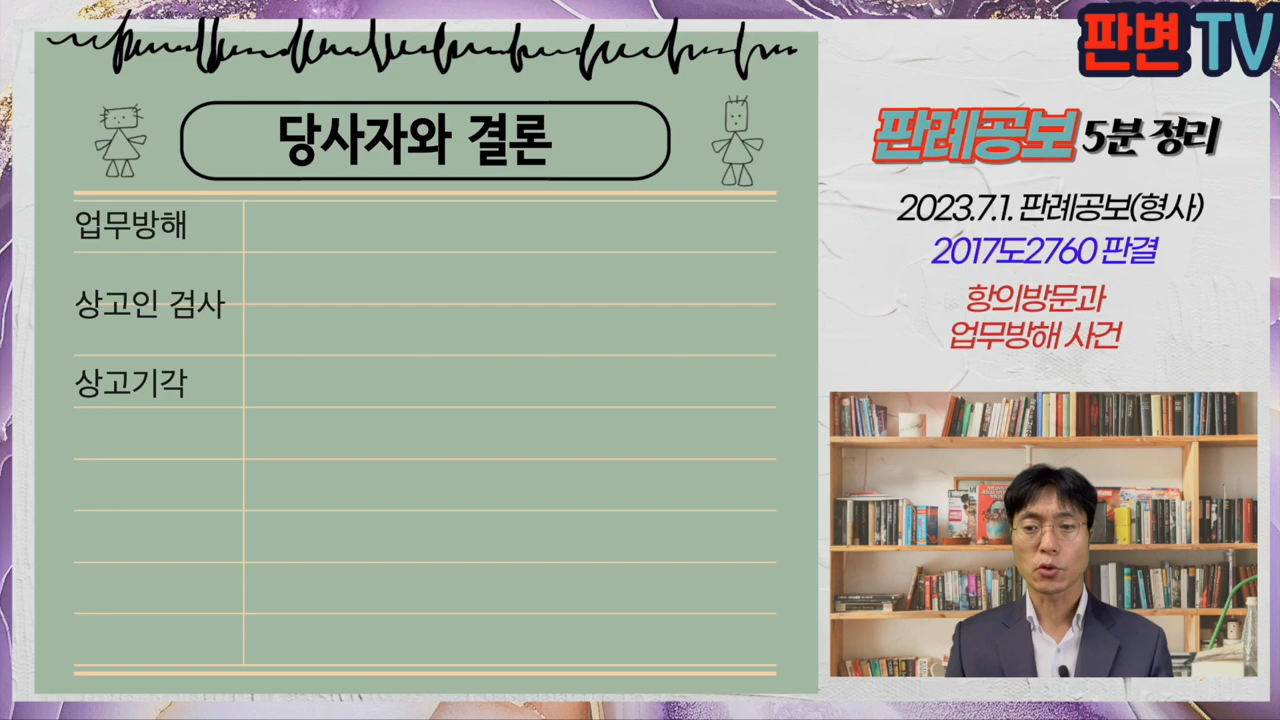 판변 TV
당사자와 결론
업무방해
상고인 검사
상고기각
판례공보 5분 정리
2023.7.1. 판례공보(형사)
2017도2760 판결
항의방문과
업무방해 사건